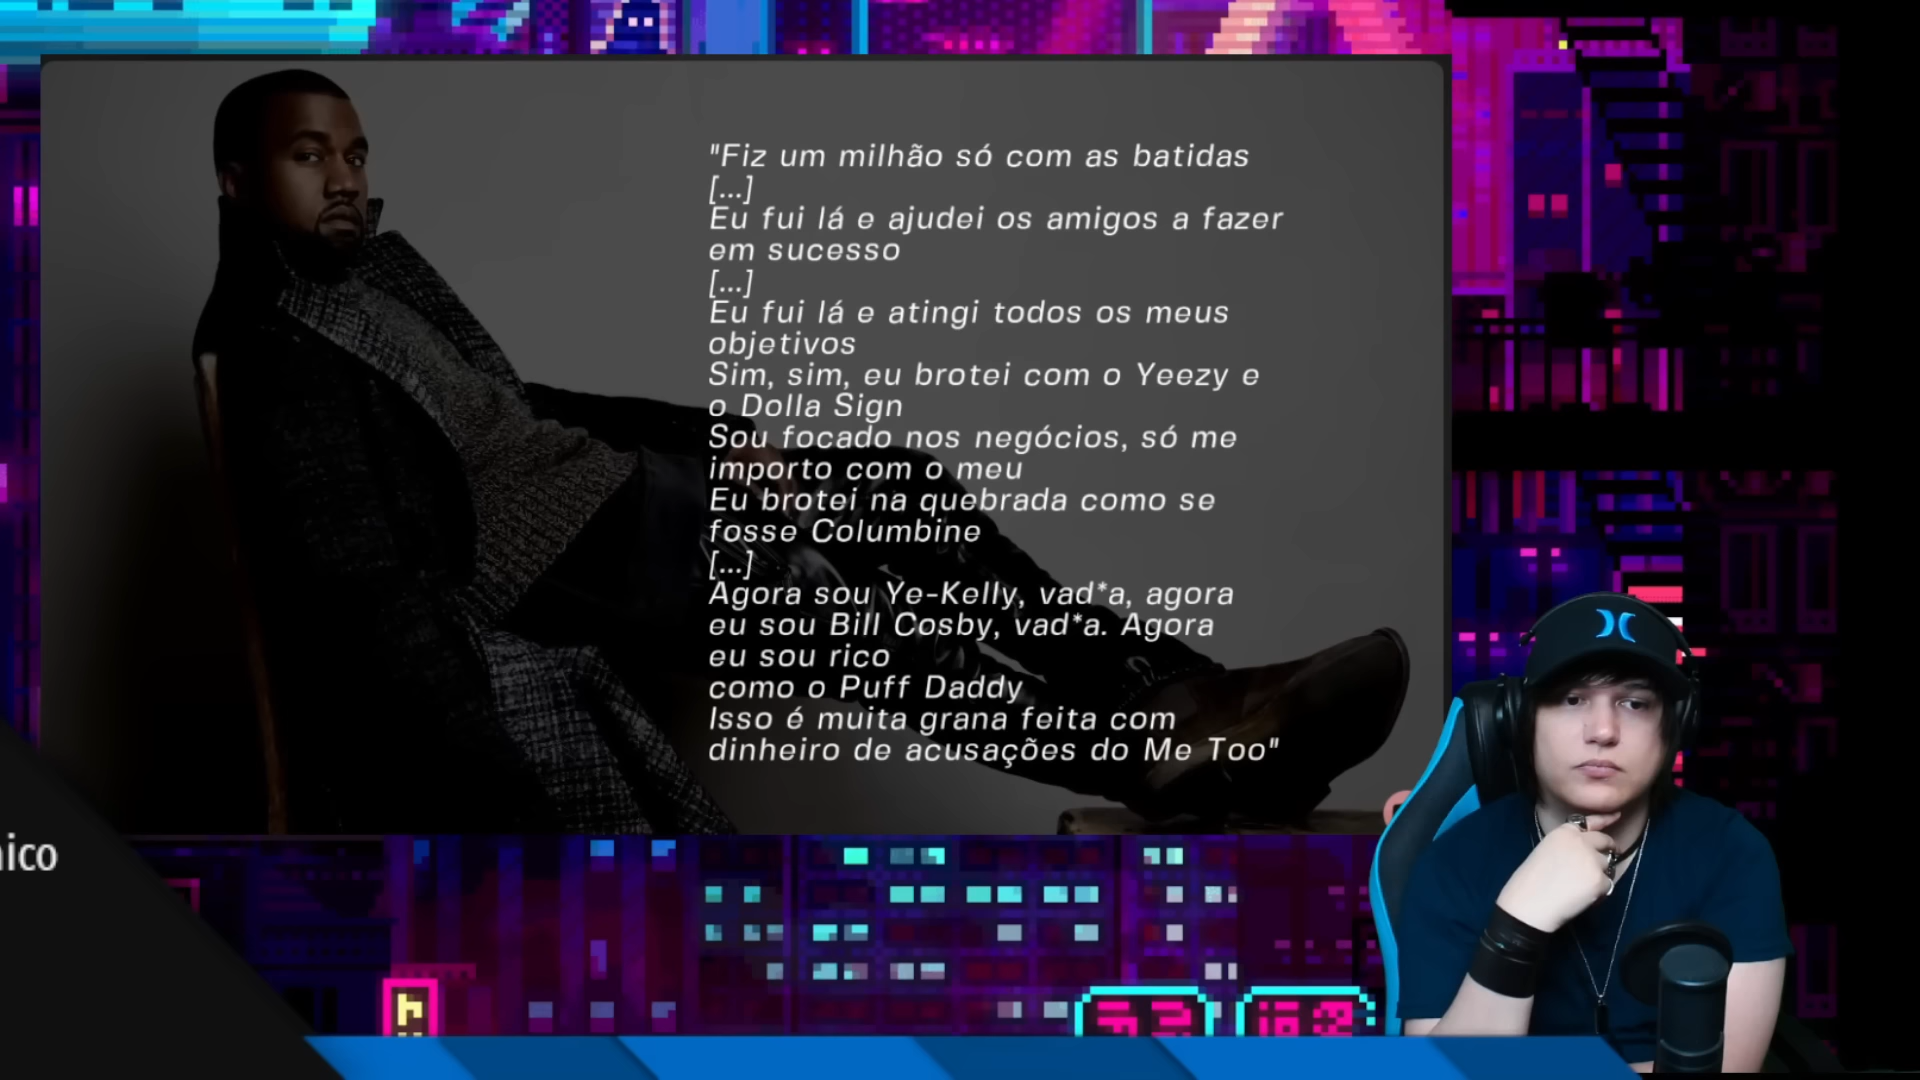 "Fiz um milhão só com as batidas
[...]
Eu fui lá e ajudei os amigos a fazer
em sucesso
[...]
Eu fui lá e atingi todos os meus
objetivos
Sim, sim, eu brotei com o Yeezy e
o Dolla Sign
Sou focado nos negócios, só me
importo com o meu
Eu brotei na quebrada como se
fosse Columbine
[...]
Agora sou Ye-Kelly, vad*a, agora
eu sou Bill Cosby, vad*a. Agora
eu sou rico
como o Puff Daddy
Isso é muita grana feita com
dinheiro de acusações do Me Too"
ico